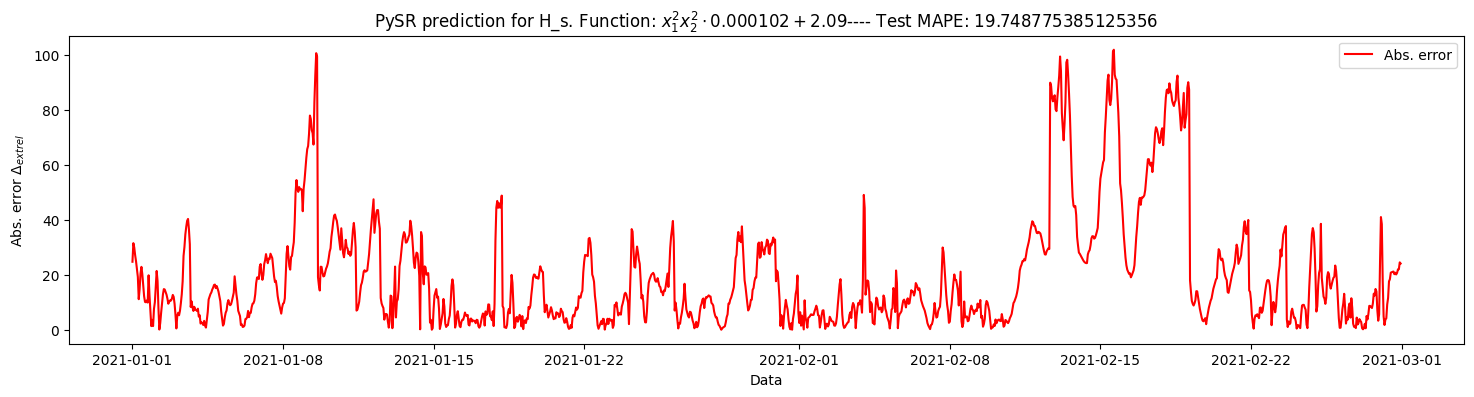 PySR prediction for H_s. Function: $x_1^2 x_2^2 \cdot 0.000102 + 2.09$---- Test MAPE: 19.748775385125356
Abs. error
100
80
60
40
20
0
Abs. error $\Delta_{extrel}$
2021-01-01 2021-01-08 2021-01-15 2021-01-22 2021-02-01 2021-02-08 2021-02-15 2021-02-22 2021-03-01
Data